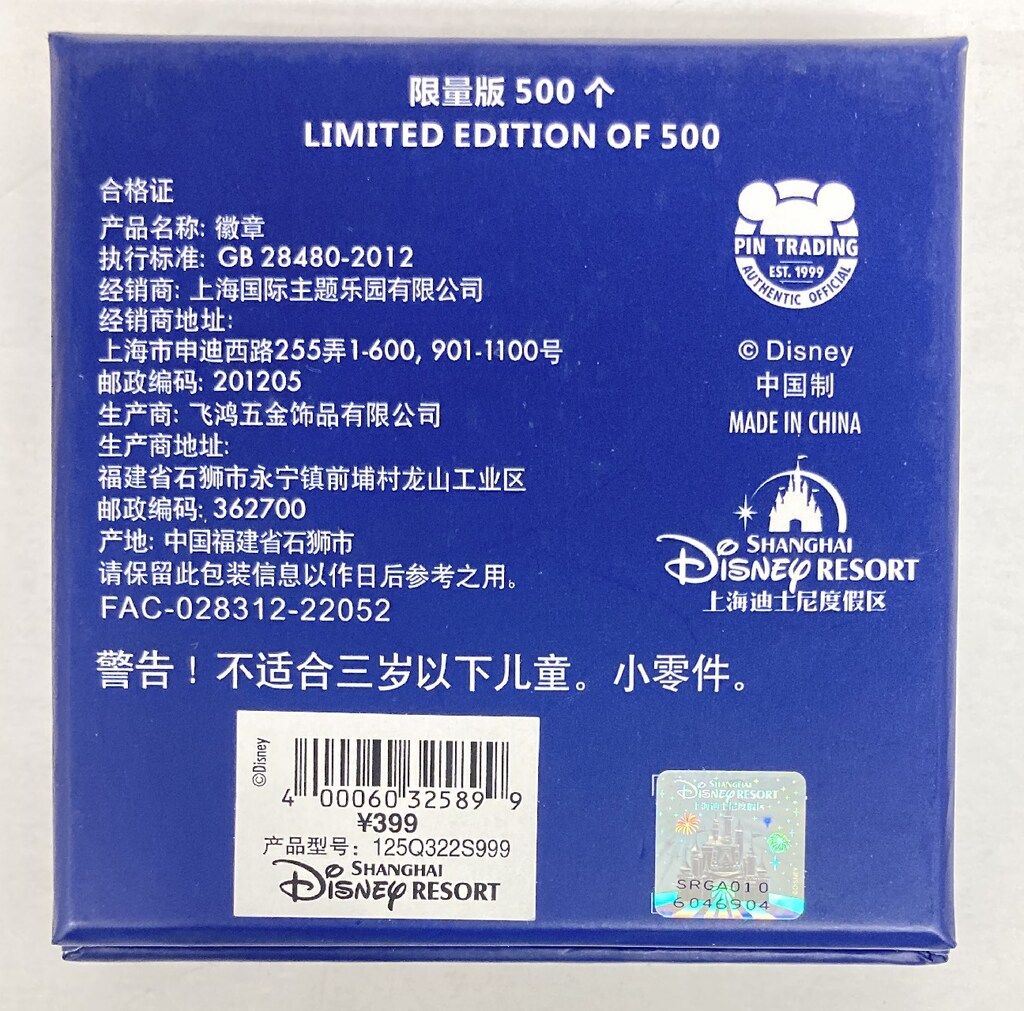 限量版 500 个
LIMITED EDITION OF 500
合格证
产品名称: 徽章
执行标准: GB 28480-2012
经销商: 上海国际主题乐园有限公司
经销商地址:
上海市申迪西路255弄1-600, 901-1100号
邮政编码: 201205
生产商: 飞鸿五金饰品有限公司
生产商地址:
福建省石狮市永宁镇前埔村龙山工业区
邮政编码: 362700
产地: 中国福建省石狮市
请保留此包装信息以作日后参考之用。
FAC-028312-22052
警告！不适合三岁以下儿童。小零件。
PIN TRADING
EST. 1999
AUTHENTIC OFFICIAL
© Disney
中国制
MADE IN CHINA
SHANGHAI
DISNEY RESORT
上海迪士尼度假区
©Disney
4 00060 32589 9
¥399
产品型号: 125Q322S999
SHANGHAI
DISNEY RESORT
SHANGHAI
DISNEY RESORT
上海迪士尼度假区
SRGA010
6046904